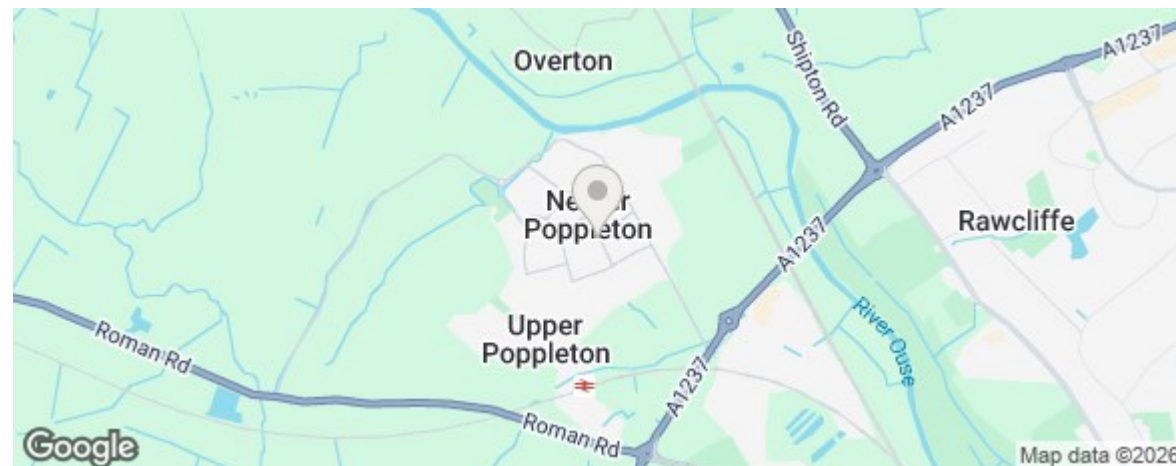 Overton
Shipton Rd
A1237
A1237
Poppleton
A1237
Rawcliffe
River Ouse
Upper
Poppleton
Roman Rd
A1237
Roman Rd
Google
Map data ©2026